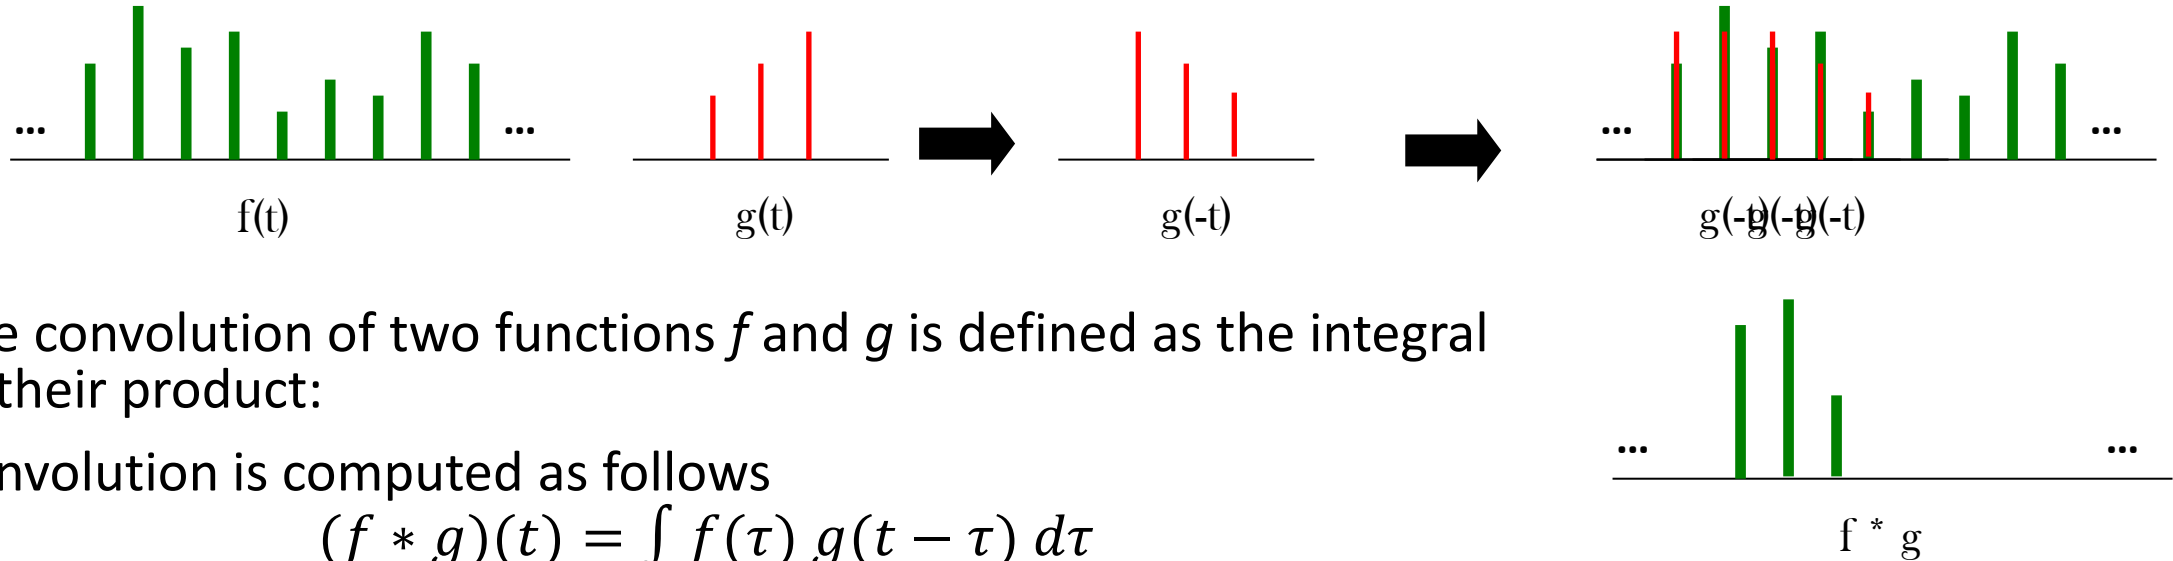 ... ... ... ...
f(t) g(t) g(-t) g(-t) g(-t) g(-t)
e convolution of two functions f and g is defined as the integral
their product:
... ...
nvolution is computed as follows
(f ∗ g)(t) = ∫ f(τ) g(t − τ) dτ
f * g